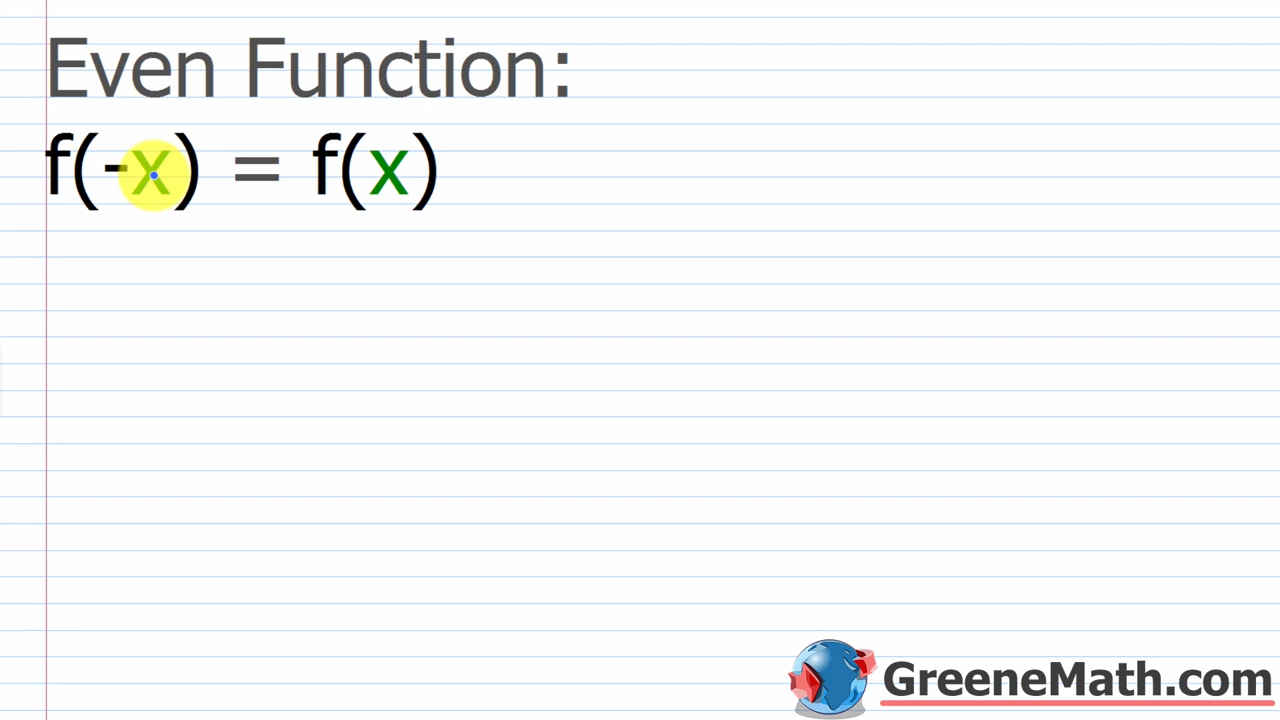 Even Function:
f(-x) = f(x)
GreeneMath.com